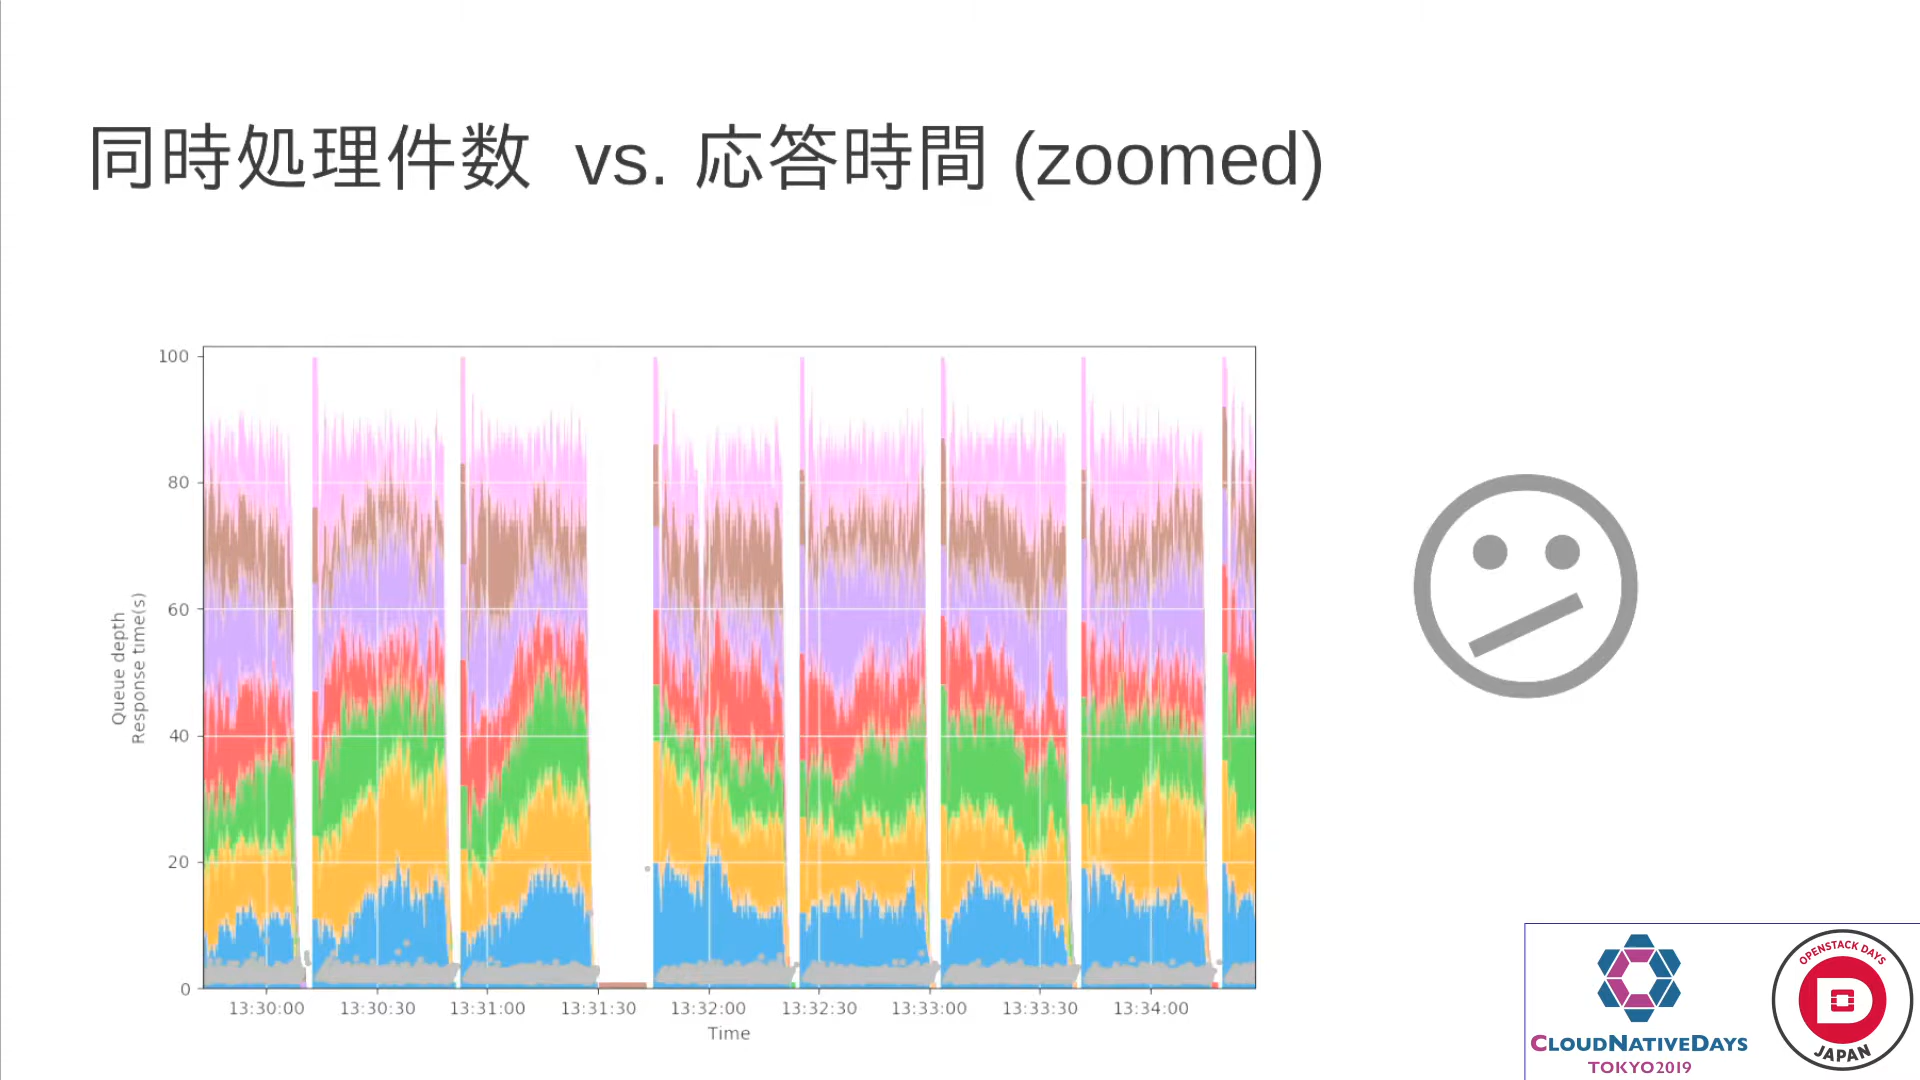 同時処理件数 vs. 応答時間 (zoomed)
100
80
60
40
20
0
Queue depth
Response time(s)
13:30:00 13:30:30 13:31:00 13:31:30 13:32:00 13:32:30 13:33:00 13:33:30 13:34:00
Time
CLOUDNATIVEDAYS
TOKYO2019
OPENSTACK DAYS
JAPAN